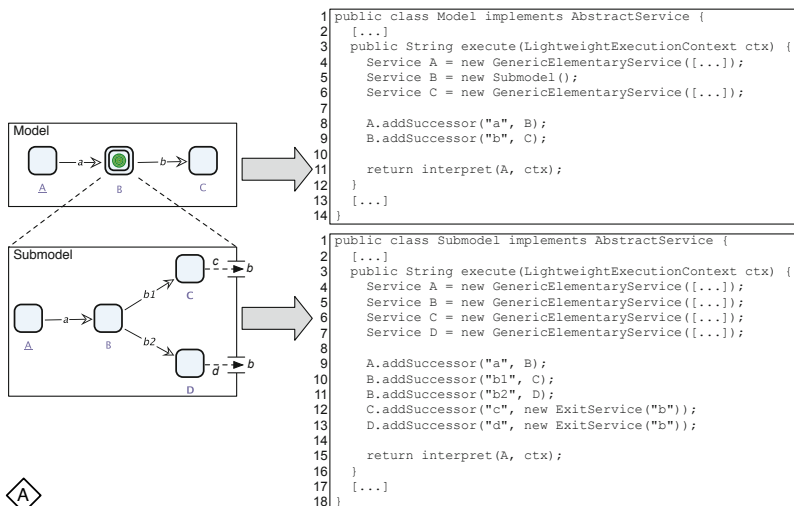 1 public class Model implements AbstractService {
2 [...]
3 public String execute(LightweightExecutionContext ctx) {
4 Service A = new GenericElementaryService([...]);
5 Service B = new Submodel();
6 Service C = new GenericElementaryService([...]);
7
8 A.addSuccessor("a", B);
9 B.addSuccessor("b", C);
10
11 return interpret(A, ctx);
12 }
13 [...]
14 }
Model
a b
A B C
1 public class Submodel implements AbstractService {
2 [...]
3 public String execute(LightweightExecutionContext ctx) {
4 Service A = new GenericElementaryService([...]);
5 Service B = new GenericElementaryService([...]);
6 Service C = new GenericElementaryService([...]);
7 Service D = new GenericElementaryService([...]);
8
9 A.addSuccessor("a", B);
10 B.addSuccessor("b1", C);
11 B.addSuccessor("b2", D);
12 C.addSuccessor("c", new ExitService("b"));
13 D.addSuccessor("d", new ExitService("b"));
14
15 return interpret(A, ctx);
16 }
17 [...]
18 }
Submodel
c b
b1
C
a
A B
b2
d b
D
A